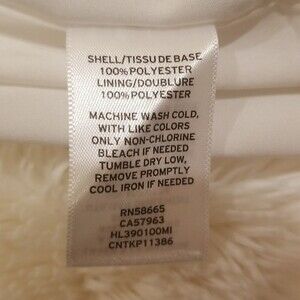 SHELL/TISSU DE BASE
100% POLYESTER
LINING/DOUBLURE
100% POLYESTER
MACHINE WASH COLD,
WITH LIKE COLORS
ONLY NON-CHLORINE
BLEACH IF NEEDED
TUMBLE DRY LOW,
REMOVE PROMPTLY
COOL IRON IF NEEDED
RN58665
CA57963
HL390100MI
CNTKP11386